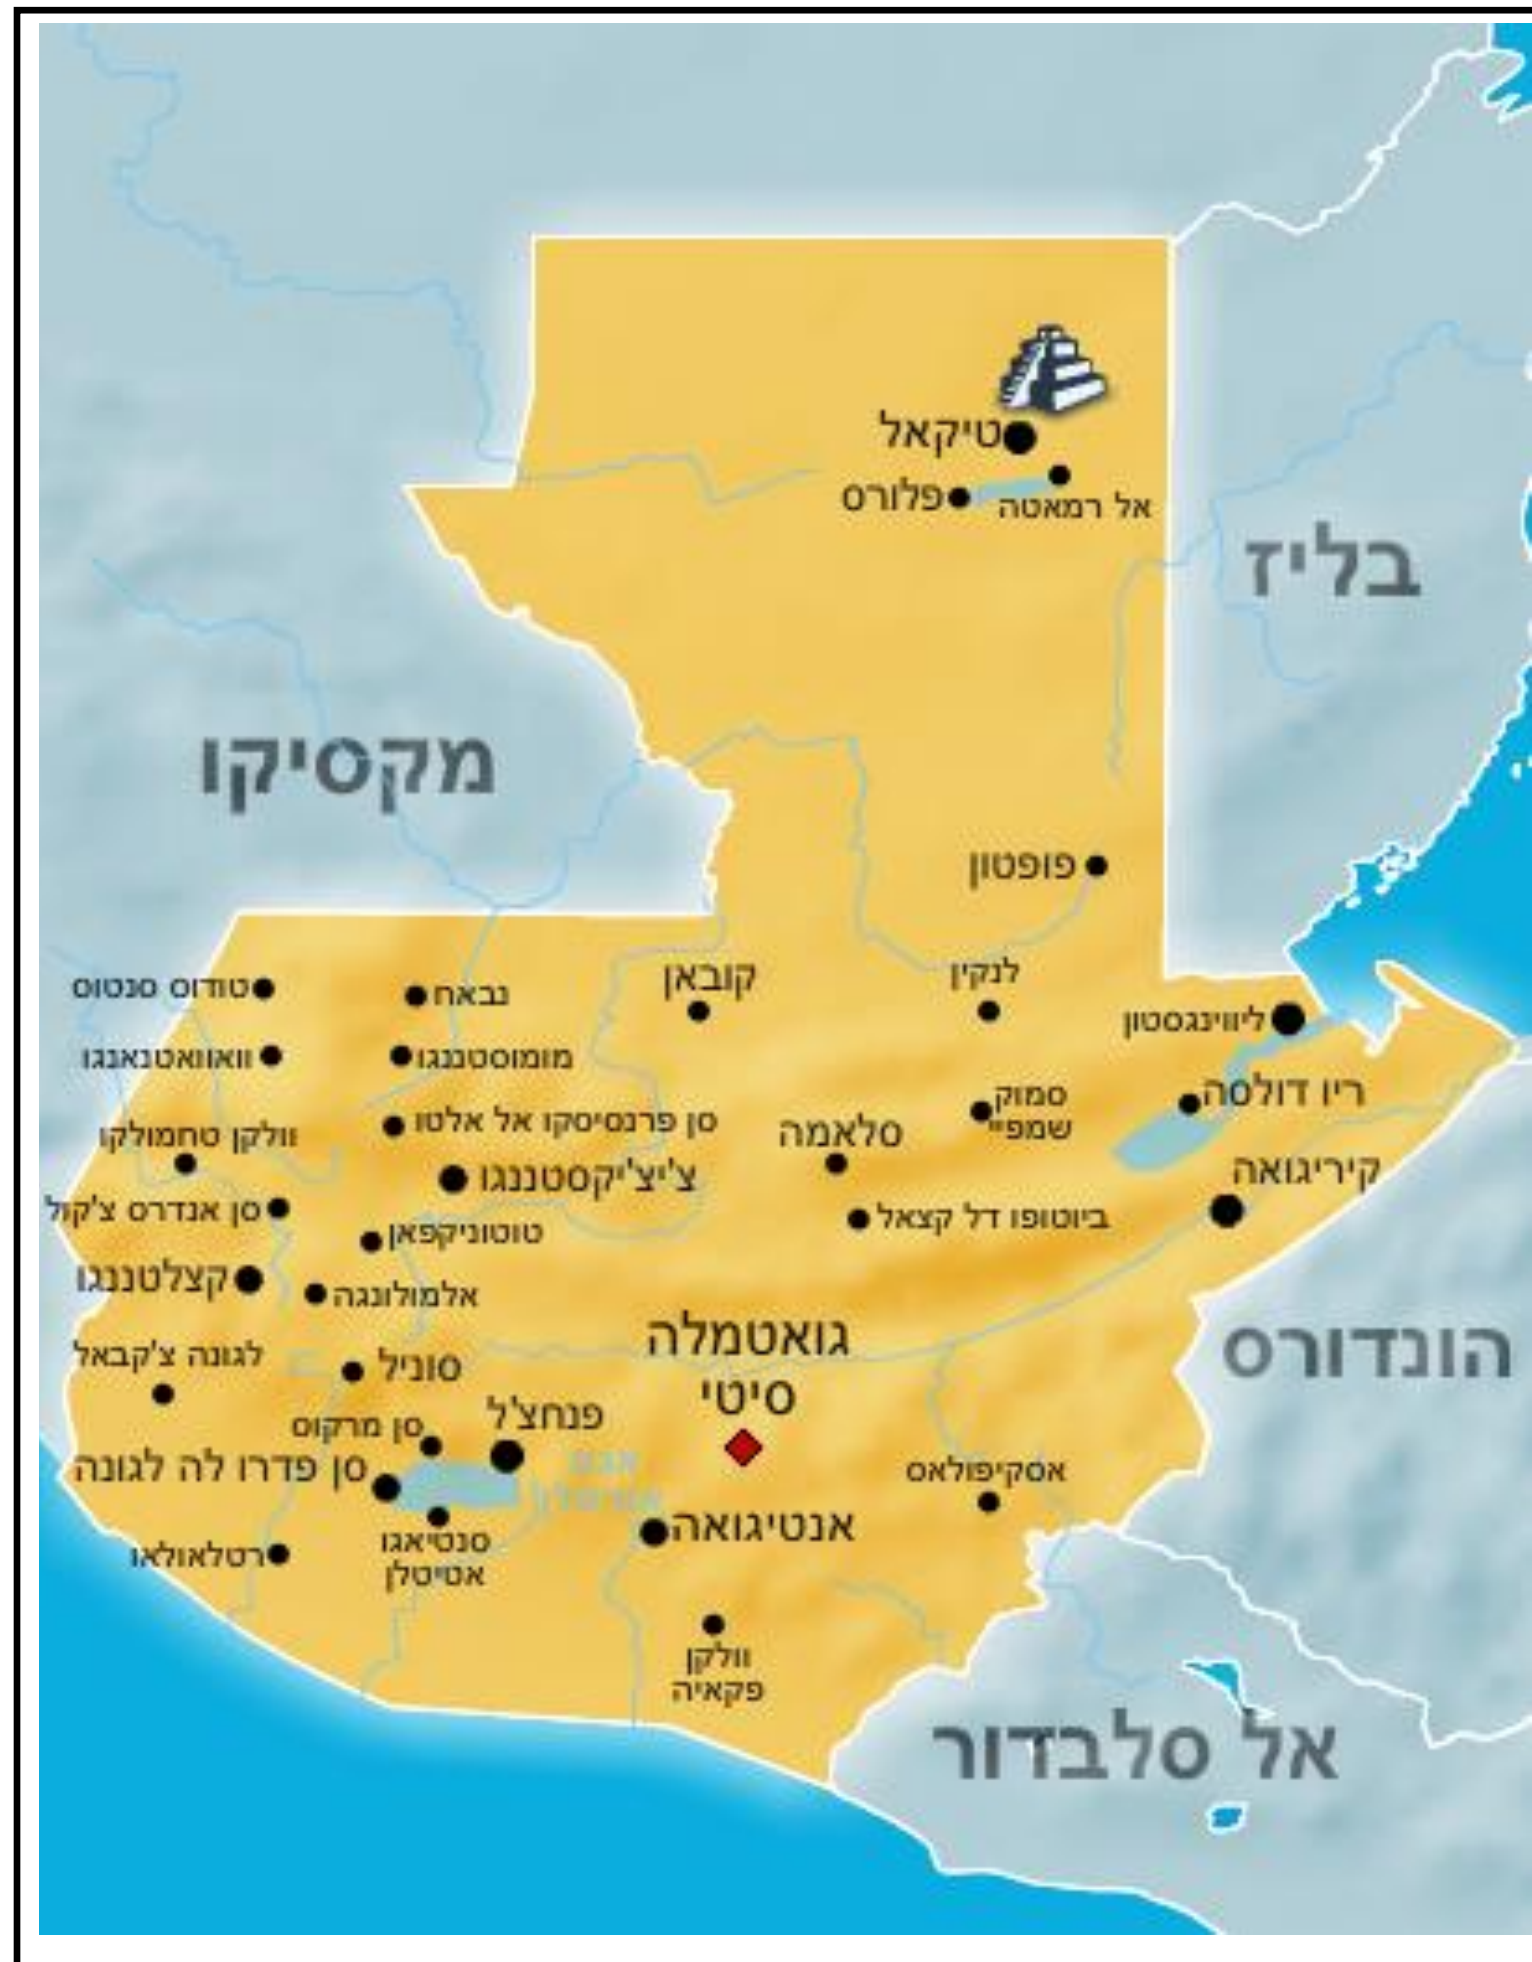 טיקאל
אל רמאטה
פלורס
בליז
מקסיקו
פופטון
לנקין
קובאן
נבאח
טודוס סנטוס
ליווינגסטון
מומוסטננגו
וואוואטנאנגו
ריו דולסה
סמוק
שמפיי
סלאמה
סן פרנסיסקו אל אלטו
וולקן טחמולקו
קיריגואה
צ'יצ'יקסטננגו
ביוטופו דל קצאל
סן אנדרס צ'קול
טוטוניקפאן
קצלטננגו
אלמולונגה
גואטמלה
סיטי
הונדורס
לגונה צ'קבאל
סוניל
פנחצ'ל
סן מרקוס
סן פדרו לה לגונה
אגם
אטיטלן
אסקיפולאס
אנטיגואה
סנטיאגו
אטיטלן
רטלאולאו
וולקן
פקאיה
אל סלבדור